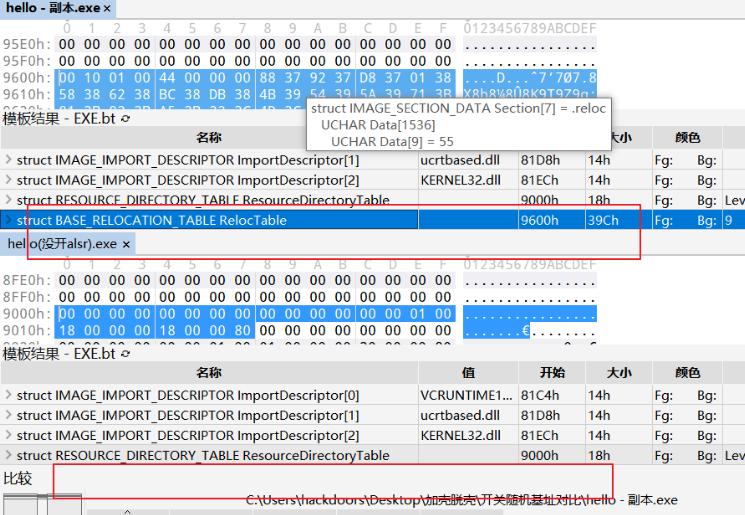 hello - 副本.exe ×
0 1 2 3 4 5 6 7 8 9 A B C D E F 0123456789ABCDEF
95E0h: 00 00 00 00 00 00 00 00 00 00 00 00 00 00 00 00 ................
95F0h: 00 00 00 00 00 00 00 00 00 00 00 00 00 00 00 00 ................
9600h: 00 10 01 00 44 00 00 00 88 37 92 37 D8 37 01 38 ....D...ˆ7’7Ø7.8
9610h: 58 38 62 38 BC 38 DB 38 4B 39 54 39 5A 39 71 3B X8b8¼8Û8K9T9Z9q;
struct IMAGE_SECTION_DATA Section[7] = .reloc
UCHAR Data[1536]
UCHAR Data[9] = 55
模板结果 - EXE.bt
名称 大小 颜色
struct IMAGE_IMPORT_DESCRIPTOR ImportDescriptor[1] ucrtbased.dll 81D8h 14h Fg: Bg:
struct IMAGE_IMPORT_DESCRIPTOR ImportDescriptor[2] KERNEL32.dll 81ECh 14h Fg: Bg:
struct RESOURCE_DIRECTORY_TABLE ResourceDirectoryTable 9000h 18h Fg: Bg: Lev
struct BASE_RELOCATION_TABLE RelocTable 9600h 39Ch Fg: Bg: 9
hello(没开alsr).exe ×
0 1 2 3 4 5 6 7 8 9 A B C D E F 0123456789ABCDEF
8FE0h: 00 00 00 00 00 00 00 00 00 00 00 00 00 00 00 00 ................
8FF0h: 00 00 00 00 00 00 00 00 00 00 00 00 00 00 00 00 ................
9000h: 00 00 00 00 00 00 00 00 00 00 00 00 00 00 01 00 ................
9010h: 18 00 00 00 18 00 00 80 00 00 00 00 00 00 00 00 .......€........
模板结果 - EXE.bt
名称 值 开始 大小 颜色
struct IMAGE_IMPORT_DESCRIPTOR ImportDescriptor[0] VCRUNTIME1... 81C4h 14h Fg: Bg:
struct IMAGE_IMPORT_DESCRIPTOR ImportDescriptor[1] ucrtbased.dll 81D8h 14h Fg: Bg:
struct IMAGE_IMPORT_DESCRIPTOR ImportDescriptor[2] KERNEL32.dll 81ECh 14h Fg: Bg:
struct RESOURCE_DIRECTORY_TABLE ResourceDirectoryTable 9000h 18h Fg: Bg: Lev
比较
C:\Users\hackdoors\Desktop\加壳脱壳\开关随机基址对比\hello - 副本.exe